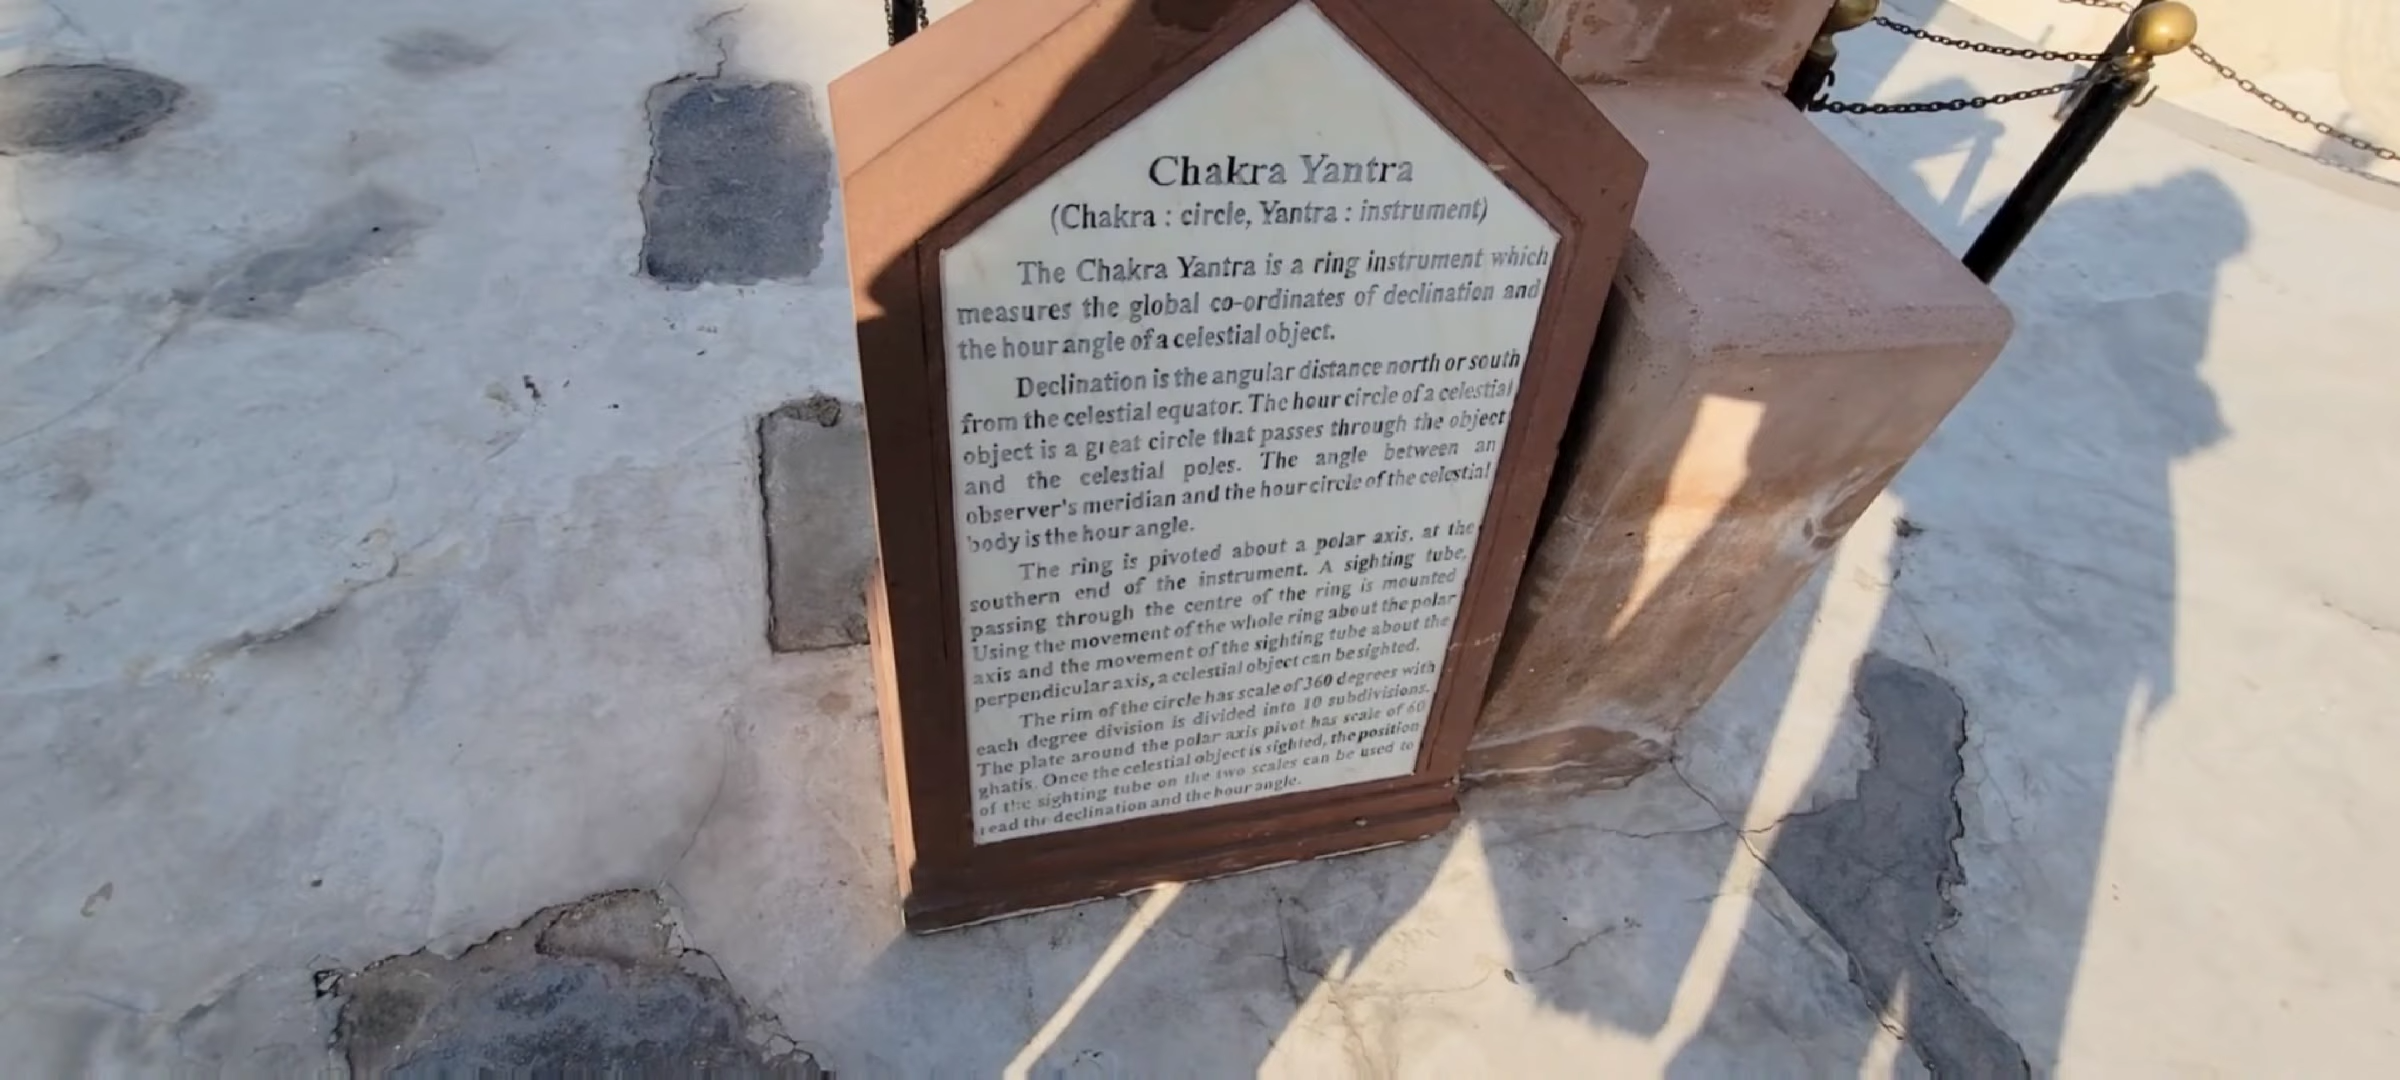 Chakra Yantra
(Chakra : circle, Yantra : instrument)
The Chakra Yantra is a ring instrument which
measures the global co-ordinates of declination and
the hour angle of a celestial object.
Declination is the angular distance north or south
from the celestial equator. The hour circle of a celestial
object is a great circle that passes through the object
and the celestial poles. The angle between an
observer's meridian and the hour circle of the celestial
body is the hour angle.
The ring is pivoted about a polar axis, at the
southern end of the instrument. A sighting tube,
passing through the centre of the ring is mounted
Using the movement of the whole ring about the polar
axis and the movement of the sighting tube about the
perpendicular axis, a celestial object can be sighted.
The rim of the circle has scale of 360 degrees with
each degree division is divided into 10 subdivisions.
The plate around the polar axis pivot has scale of 60
ghatis. Once the celestial object is sighted, the position
of the sighting tube on the two scales can be used to
read the declination and the hour angle.